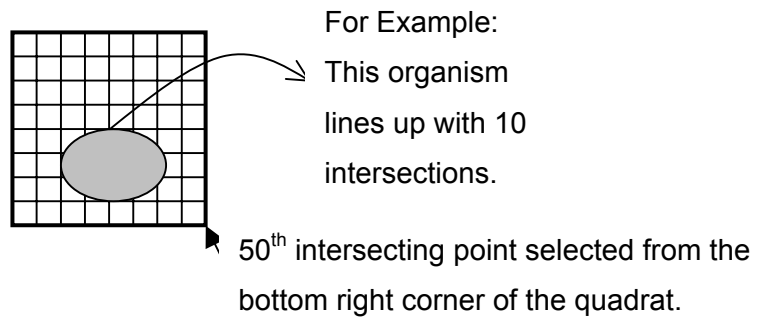 For Example:
This organism
lines up with 10
intersections.
50th intersecting point selected from the
bottom right corner of the quadrat.